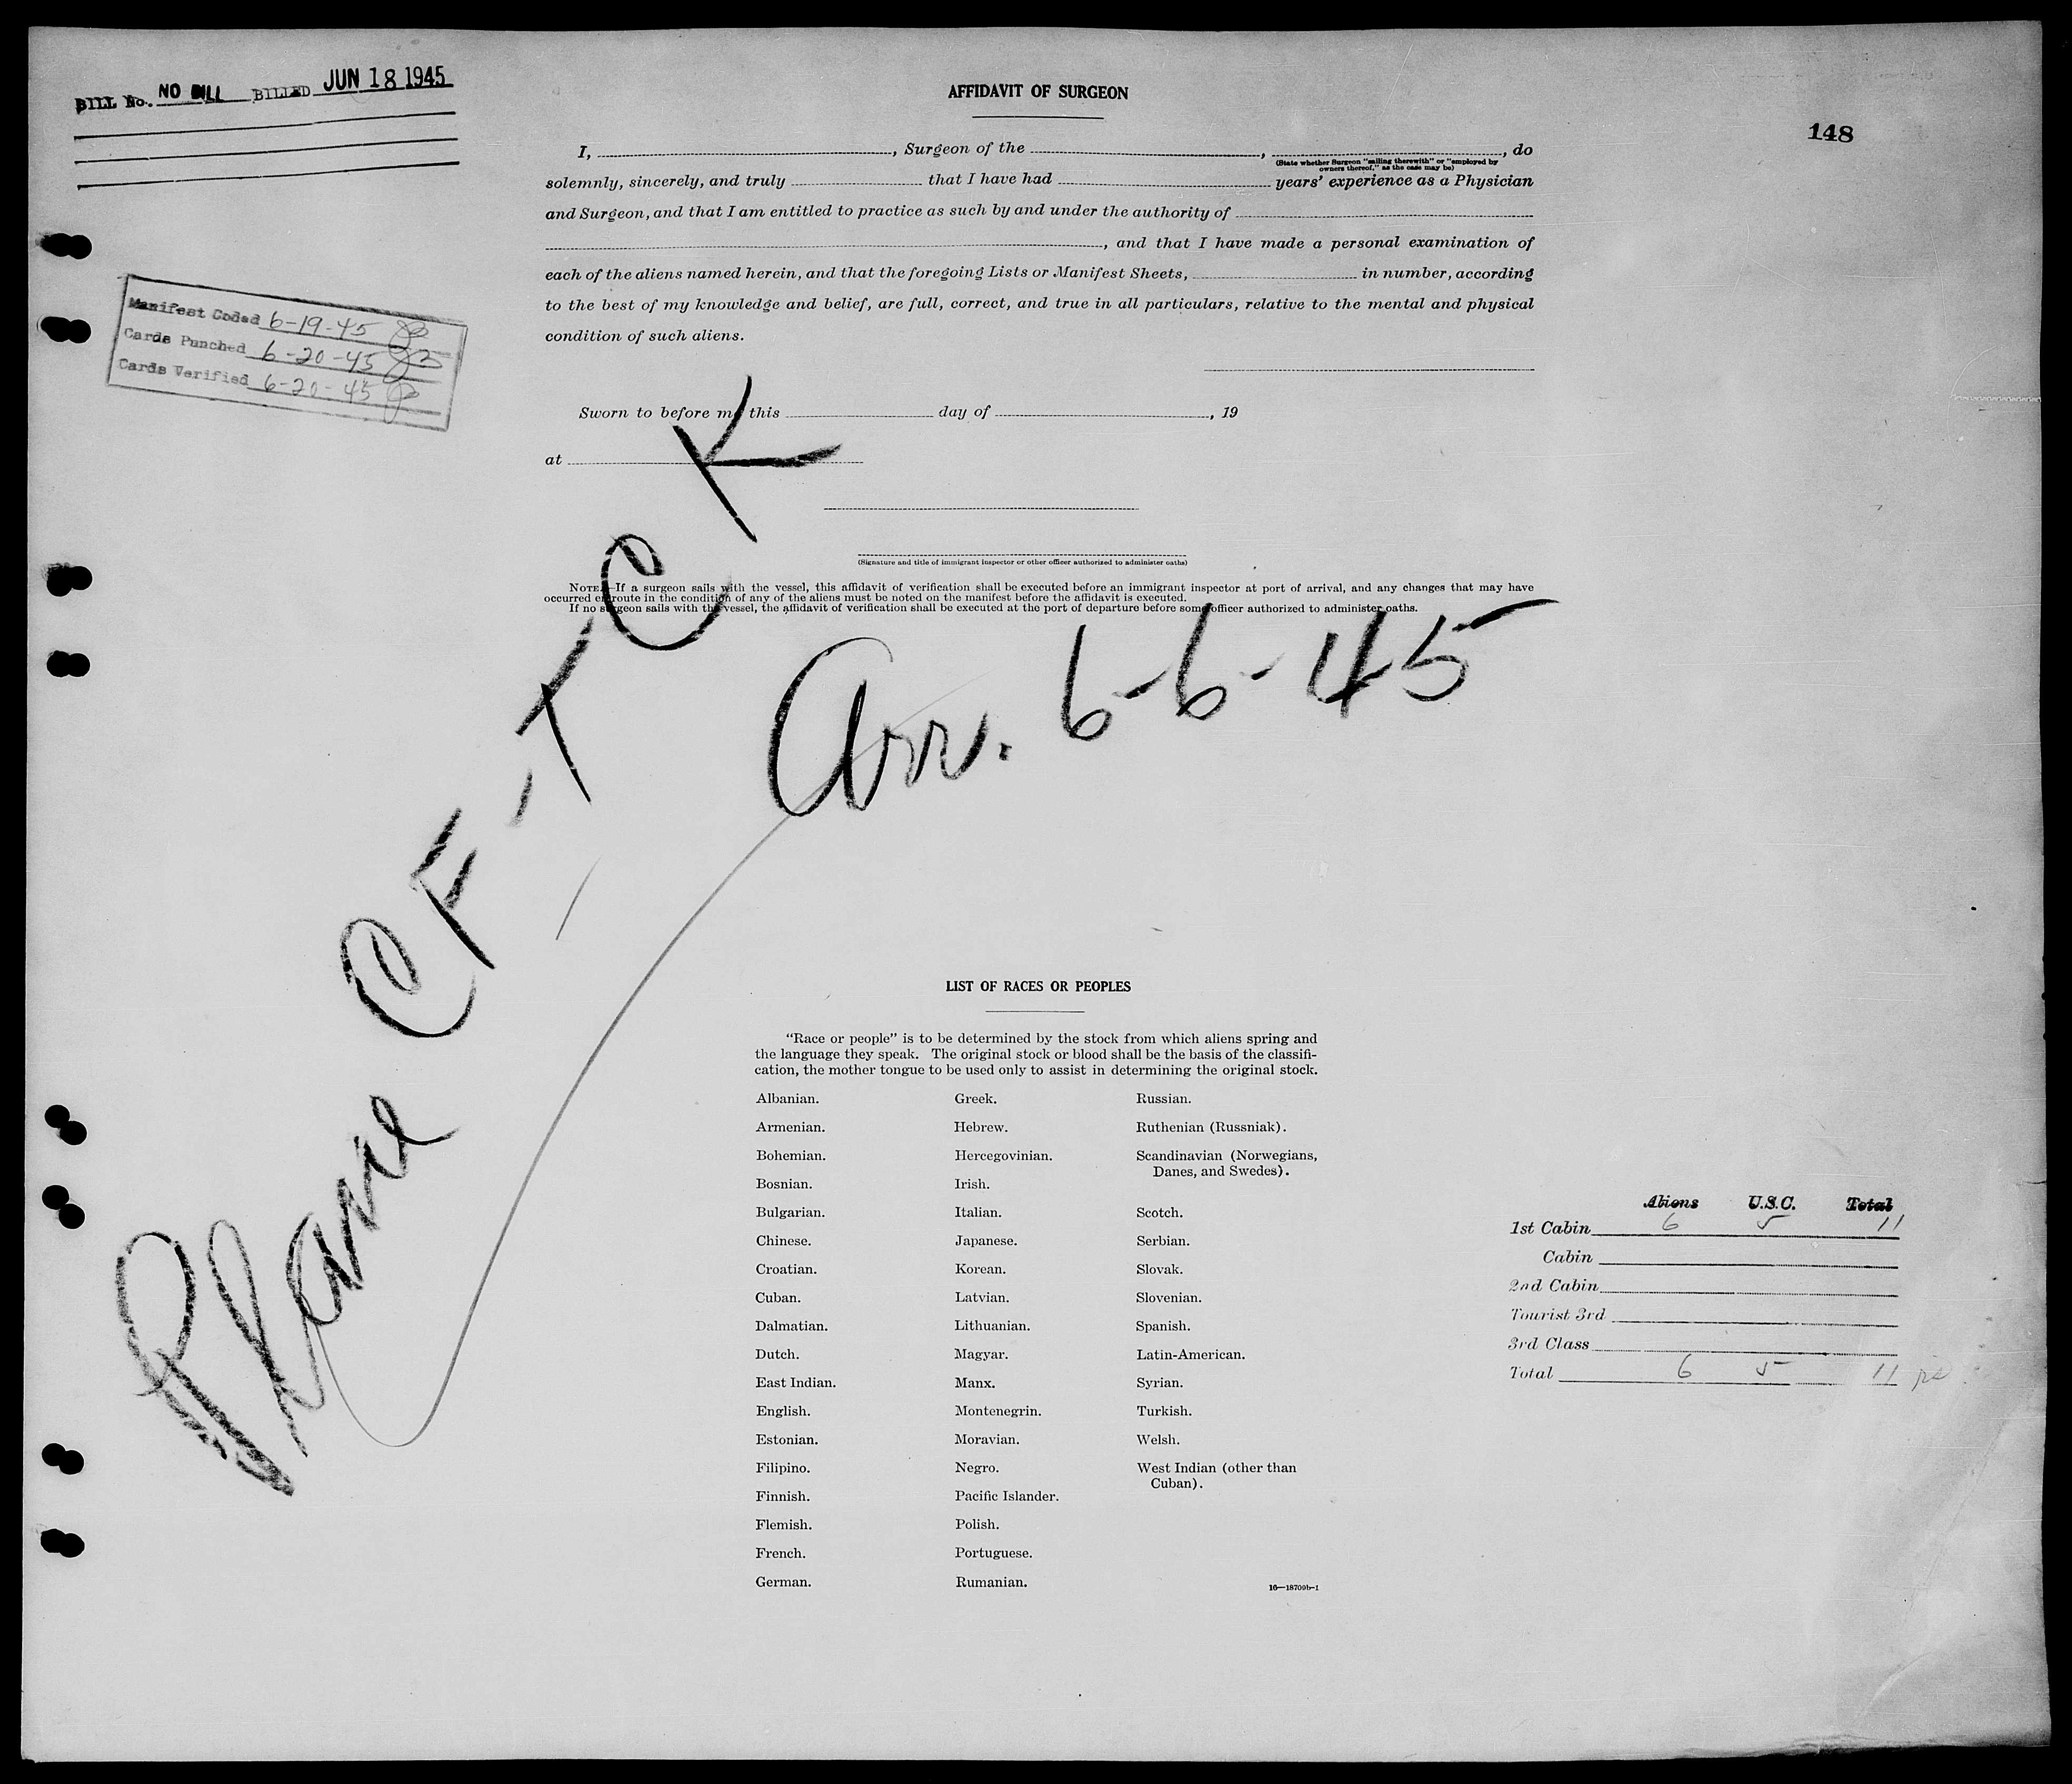 BILL No. NO BILL BILLED JUN 18 1945
148
Manifest Coded 6-19-45
Cards Punched 6-20-45
Cards Verified 6-20-45
AFFIDAVIT OF SURGEON
I, , Surgeon of the , , do
(State whether Surgeon "sailing therewith" or "employed by
owners thereof," as the case may be)
solemnly, sincerely, and truly that I have had years' experience as a Physician
and Surgeon, and that I am entitled to practice as such by and under the authority of
, and that I have made a personal examination of
each of the aliens named herein, and that the foregoing Lists or Manifest Sheets, in number, according
to the best of my knowledge and belief, are full, correct, and true in all particulars, relative to the mental and physical
condition of such aliens.
Sworn to before me this day of , 19
at
(Signature and title of immigrant inspector or other officer authorized to administer oaths)
NOTE.—If a surgeon sails with the vessel, this affidavit of verification shall be executed before an immigrant inspector at port of arrival, and any changes that may have
occurred en route in the condition of any of the aliens must be noted on the manifest before the affidavit is executed.
If no surgeon sails with the vessel, the affidavit of verification shall be executed at the port of departure before some officer authorized to administer oaths.
Plane CF-TCK
Arr. 6-6-45
LIST OF RACES OR PEOPLES
"Race or people" is to be determined by the stock from which aliens spring and
the language they speak. The original stock or blood shall be the basis of the classifi-
cation, the mother tongue to be used only to assist in determining the original stock.
Albanian.
Armenian.
Bohemian.
Bosnian.
Bulgarian.
Chinese.
Croatian.
Cuban.
Dalmatian.
Dutch.
East Indian.
English.
Estonian.
Filipino.
Finnish.
Flemish.
French.
German.
Greek.
Hebrew.
Hercegovinian.
Irish.
Italian.
Japanese.
Korean.
Latvian.
Lithuanian.
Magyar.
Manx.
Montenegrin.
Moravian.
Negro.
Pacific Islander.
Polish.
Portuguese.
Rumanian.
Russian.
Ruthenian (Russniak).
Scandinavian (Norwegians,
Danes, and Swedes).
Scotch.
Serbian.
Slovak.
Slovenian.
Spanish.
Latin-American.
Syrian.
Turkish.
Welsh.
West Indian (other than
Cuban).
16—18709b-1
Aliens U.S.C. Total
1st Cabin 6 5 11
Cabin
2nd Cabin
Tourist 3rd
3rd Class
Total 6 5 11